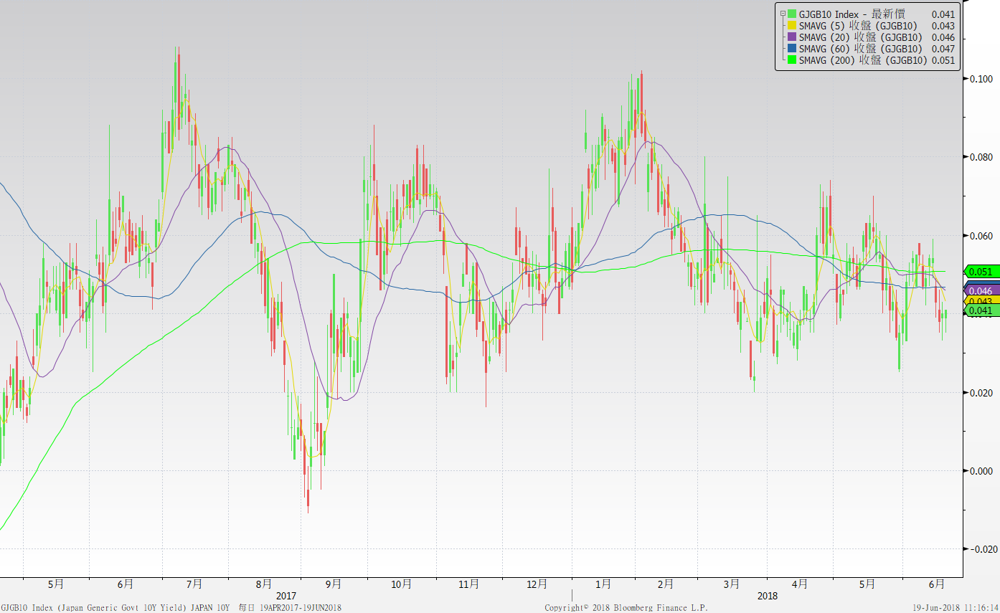 GJGB10 Index - 最新價 0.041
SMAVG (5) 收盤 (GJGB10) 0.043
SMAVG (20) 收盤 (GJGB10) 0.046
SMAVG (60) 收盤 (GJGB10) 0.047
SMAVG (200) 收盤 (GJGB10) 0.051
0.100
0.080
0.060
0.051
0.046
0.043
0.041
0.020
0.000
-0.020
5月 6月 7月 8月 9月 10月 11月 12月 1月 2月 3月 4月 5月 6月
2017 2018
GJGB10 Index (Japan Generic Govt 10Y Yield) JAPAN 10Y 每日 19APR2017-19JUN2018 Copyright© 2018 Bloomberg Finance L.P. 19-Jun-2018 11:16:14